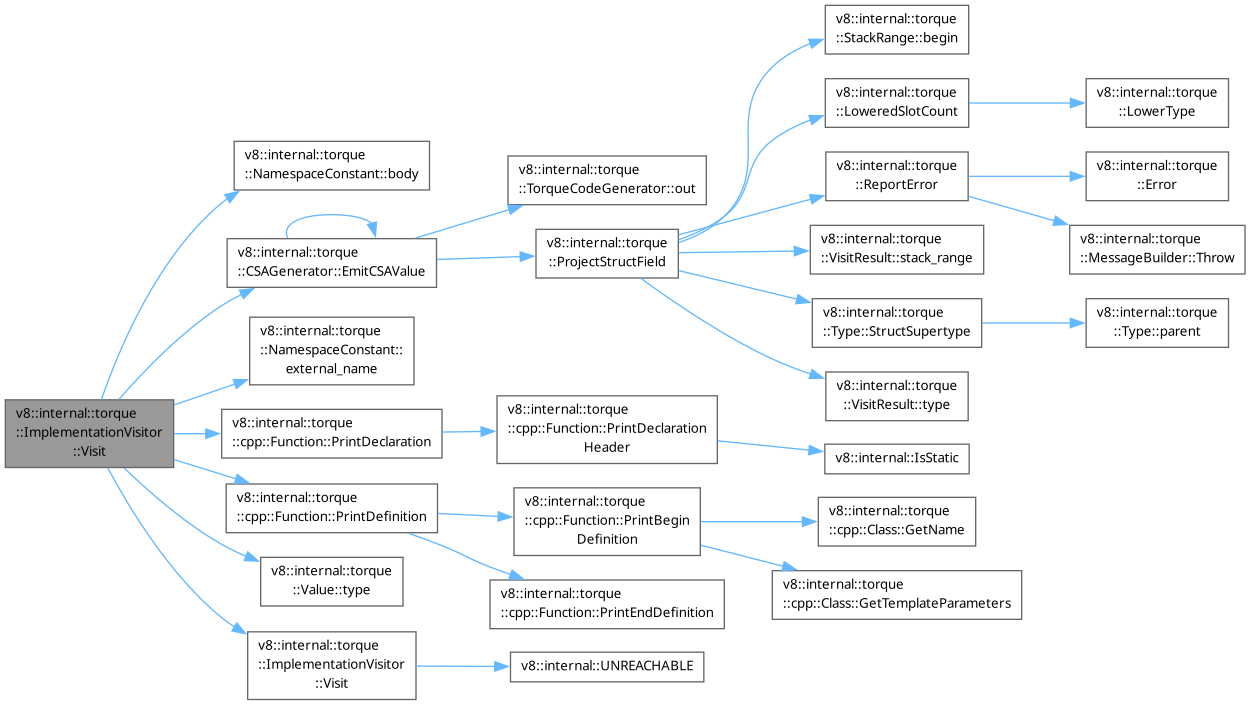 v8::internal::torque
::ImplementationVisitor
::Visit
v8::internal::torque
::NamespaceConstant::body
v8::internal::torque
::CSAGenerator::EmitCSAValue
v8::internal::torque
::NamespaceConstant::
external_name
v8::internal::torque
::cpp::Function::PrintDeclaration
v8::internal::torque
::cpp::Function::PrintDefinition
v8::internal::torque
::Value::type
v8::internal::torque
::ImplementationVisitor
::Visit
v8::internal::torque
::TorqueCodeGenerator::out
v8::internal::torque
::ProjectStructField
v8::internal::torque
::cpp::Function::PrintDeclaration
Header
v8::internal::torque
::cpp::Function::PrintBegin
Definition
v8::internal::torque
::cpp::Function::PrintEndDefinition
v8::internal::UNREACHABLE
v8::internal::torque
::StackRange::begin
v8::internal::torque
::LoweredSlotCount
v8::internal::torque
::ReportError
v8::internal::torque
::VisitResult::stack_range
v8::internal::torque
::Type::StructSupertype
v8::internal::torque
::VisitResult::type
v8::internal::IsStatic
v8::internal::torque
::cpp::Class::GetName
v8::internal::torque
::cpp::Class::GetTemplateParameters
v8::internal::torque
::LowerType
v8::internal::torque
::Error
v8::internal::torque
::MessageBuilder::Throw
v8::internal::torque
::Type::parent